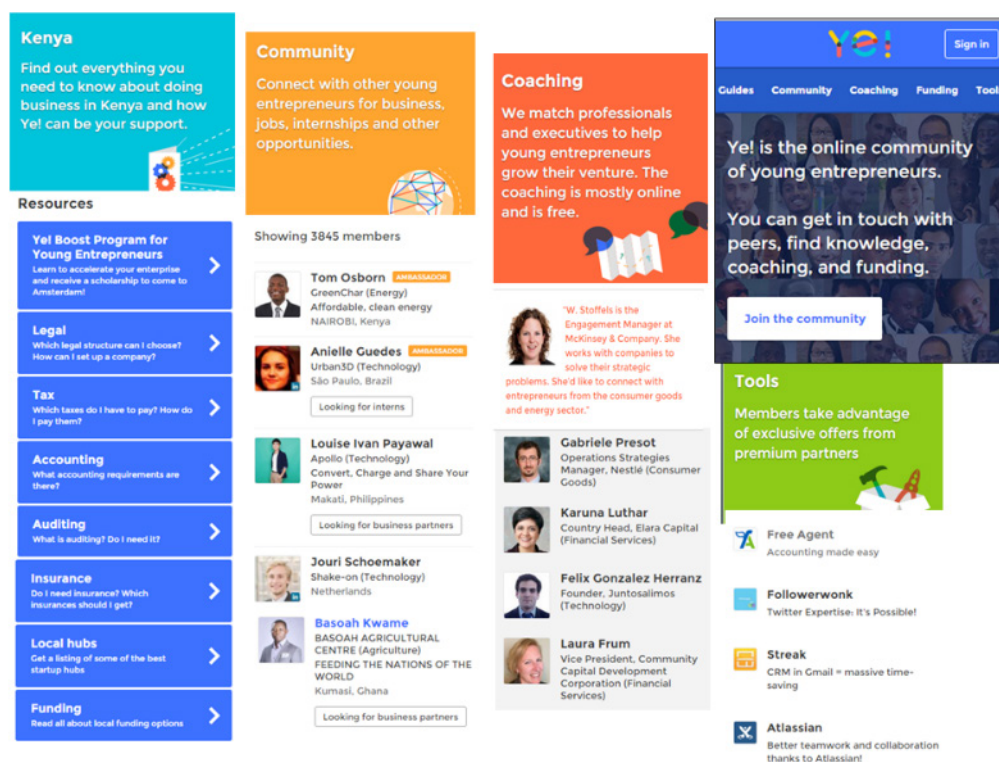 Kenya
Find out everything you
need to know about doing
business in Kenya and how
Ye! can be your support.
Resources
Ye! Boost Program for
Young Entrepreneurs
Learn to accelerate your enterprise
and receive a scholarship to come to
Amsterdam!
Legal
Which legal structure can I choose?
How can I set up a company?
Tax
Which taxes do I have to pay? How do
I pay them?
Accounting
What accounting requirements are
there?
Auditing
What is auditing? Do I need it?
Insurance
Do I need insurance? Which
insurances should I get?
Local hubs
Get a listing of some of the best
startup hubs
Funding
Read all about local funding options
Community
Connect with other young
entrepreneurs for business,
jobs, internships and other
opportunities.
Showing 3845 members
Tom Osborn AMBASSADOR
GreenChar (Energy)
Affordable, clean energy
NAIROBI, Kenya
Anielle Guedes AMBASSADOR
Urban3D (Technology)
São Paulo, Brazil
Looking for interns
Louise Ivan Payawal
Apollo (Technology)
Convert, Charge and Share Your
Power
Makati, Philippines
Looking for business partners
Jouri Schoemaker
Shake-on (Technology)
Netherlands
Basoah Kwame
BASOAH AGRICULTURAL
CENTRE (Agriculture)
FEEDING THE NATIONS OF THE
WORLD
Kumasi, Ghana
Looking for business partners
Coaching
We match professionals
and executives to help
young entrepreneurs
grow their venture. The
coaching is mostly online
and is free.
"W. Stoffels is the
Engagement Manager at
McKinsey & Company. She
works with companies to
solve their strategic
problems. She'd like to connect with
entrepreneurs from the consumer goods
and energy sector."
Gabriele Presot
Operations Strategies
Manager, Nestlé (Consumer
Goods)
Karuna Luthar
Country Head, Elara Capital
(Financial Services)
Felix Gonzalez Herranz
Founder, Juntosalimos
(Technology)
Laura Frum
Vice President, Community
Capital Development
Corporation (Financial
Services)
Ye!
Sign in
Guides Community Coaching Funding Tools
Ye! is the online community
of young entrepreneurs.
You can get in touch with
peers, find knowledge,
coaching, and funding.
Join the community
Tools
Members take advantage
of exclusive offers from
premium partners
Free Agent
Accounting made easy
Followerwonk
Twitter Expertise: It's Possible!
Streak
CRM in Gmail = massive time-
saving
Atlassian
Better teamwork and collaboration
thanks to Atlassian!